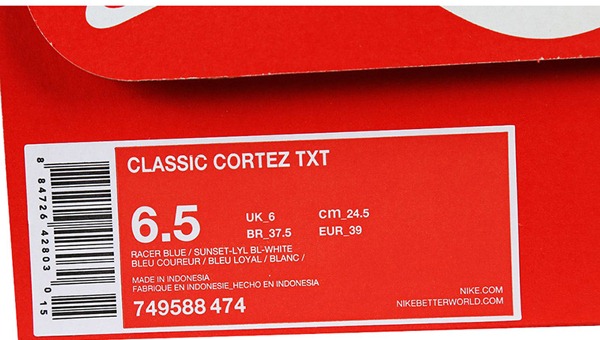 CLASSIC CORTEZ TXT
6.5
UK_6
cm_24.5
BR_37.5
EUR_39
RACER BLUE / SUNSET-LYL BL-WHITE
BLEU COUREUR / BLEU LOYAL / BLANC /
MADE IN INDONESIA
FABRIQUE EN INDONESIE_HECHO EN INDONESIA
749588 474
NIKE.COM
NIKEBETTERWORLD.COM
8 84726 42803 0 15